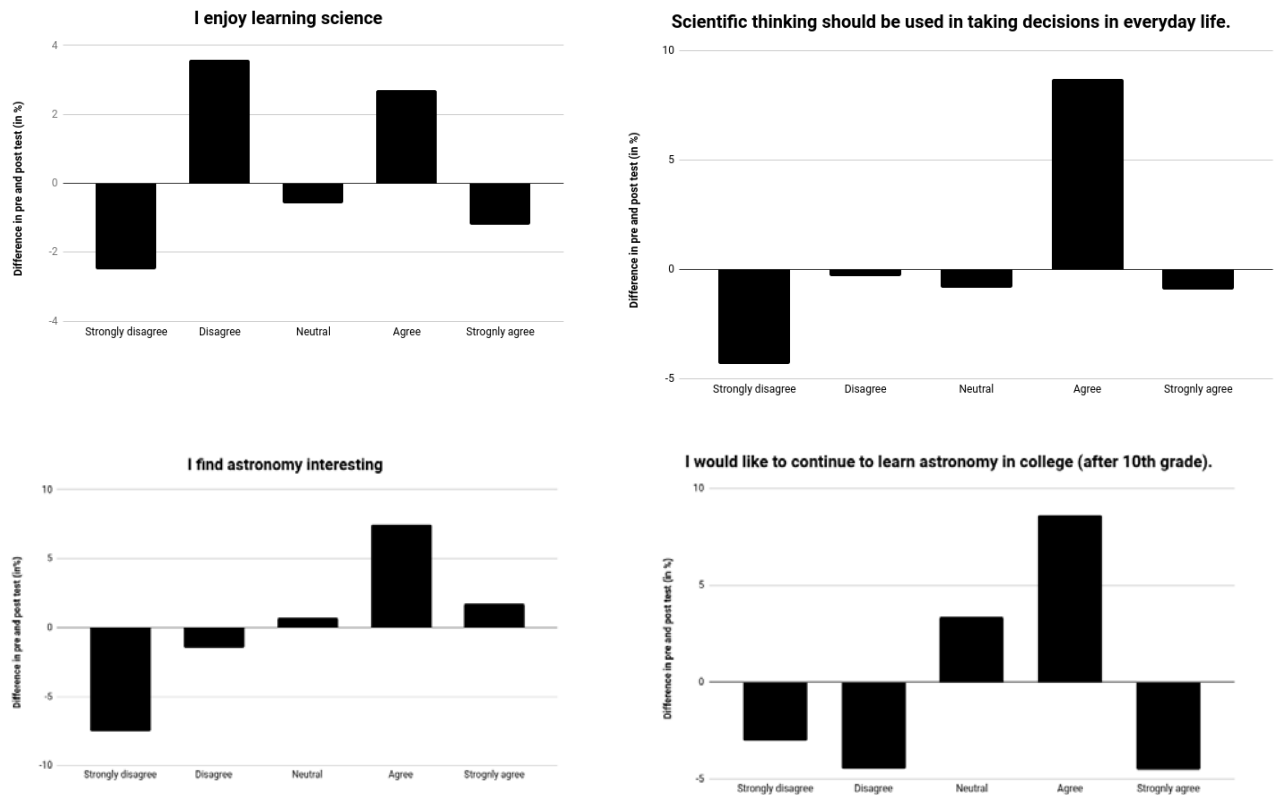 I enjoy learning science
Difference in pre and post test (in %)
4
2
0
-2
-4
Strongly disagree Disagree Neutral Agree Strognly agree
Scientific thinking should be used in taking decisions in everyday life.
Difference in pre and post test (in %)
10
5
0
-5
Strongly disagree Disagree Neutral Agree Strognly agree
I find astronomy interesting
Difference in pre and post test (in%)
10
5
0
-5
-10
Strongly disagree Disagree Neutral Agree Strognly agree
I would like to continue to learn astronomy in college (after 10th grade).
Difference in pre and post test (in %)
10
5
0
-5
Strongly disagree Disagree Neutral Agree Strognly agree